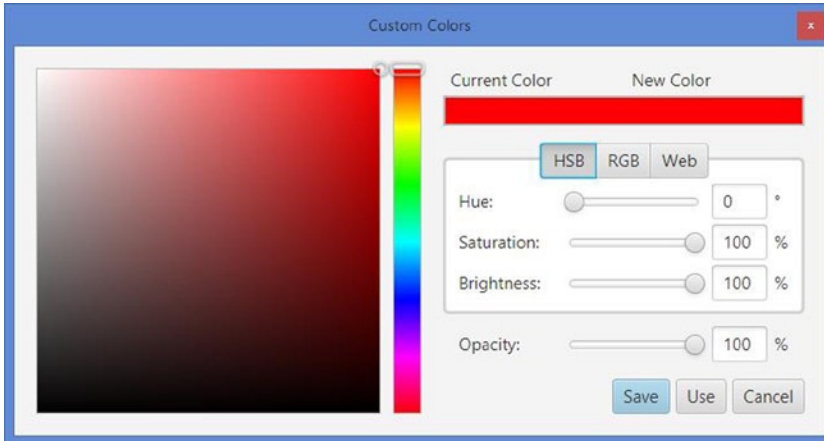 Custom Colors
x
Current Color New Color
HSB RGB Web
Hue: 0 °
Saturation: 100 %
Brightness: 100 %
Opacity: 100 %
Save Use Cancel